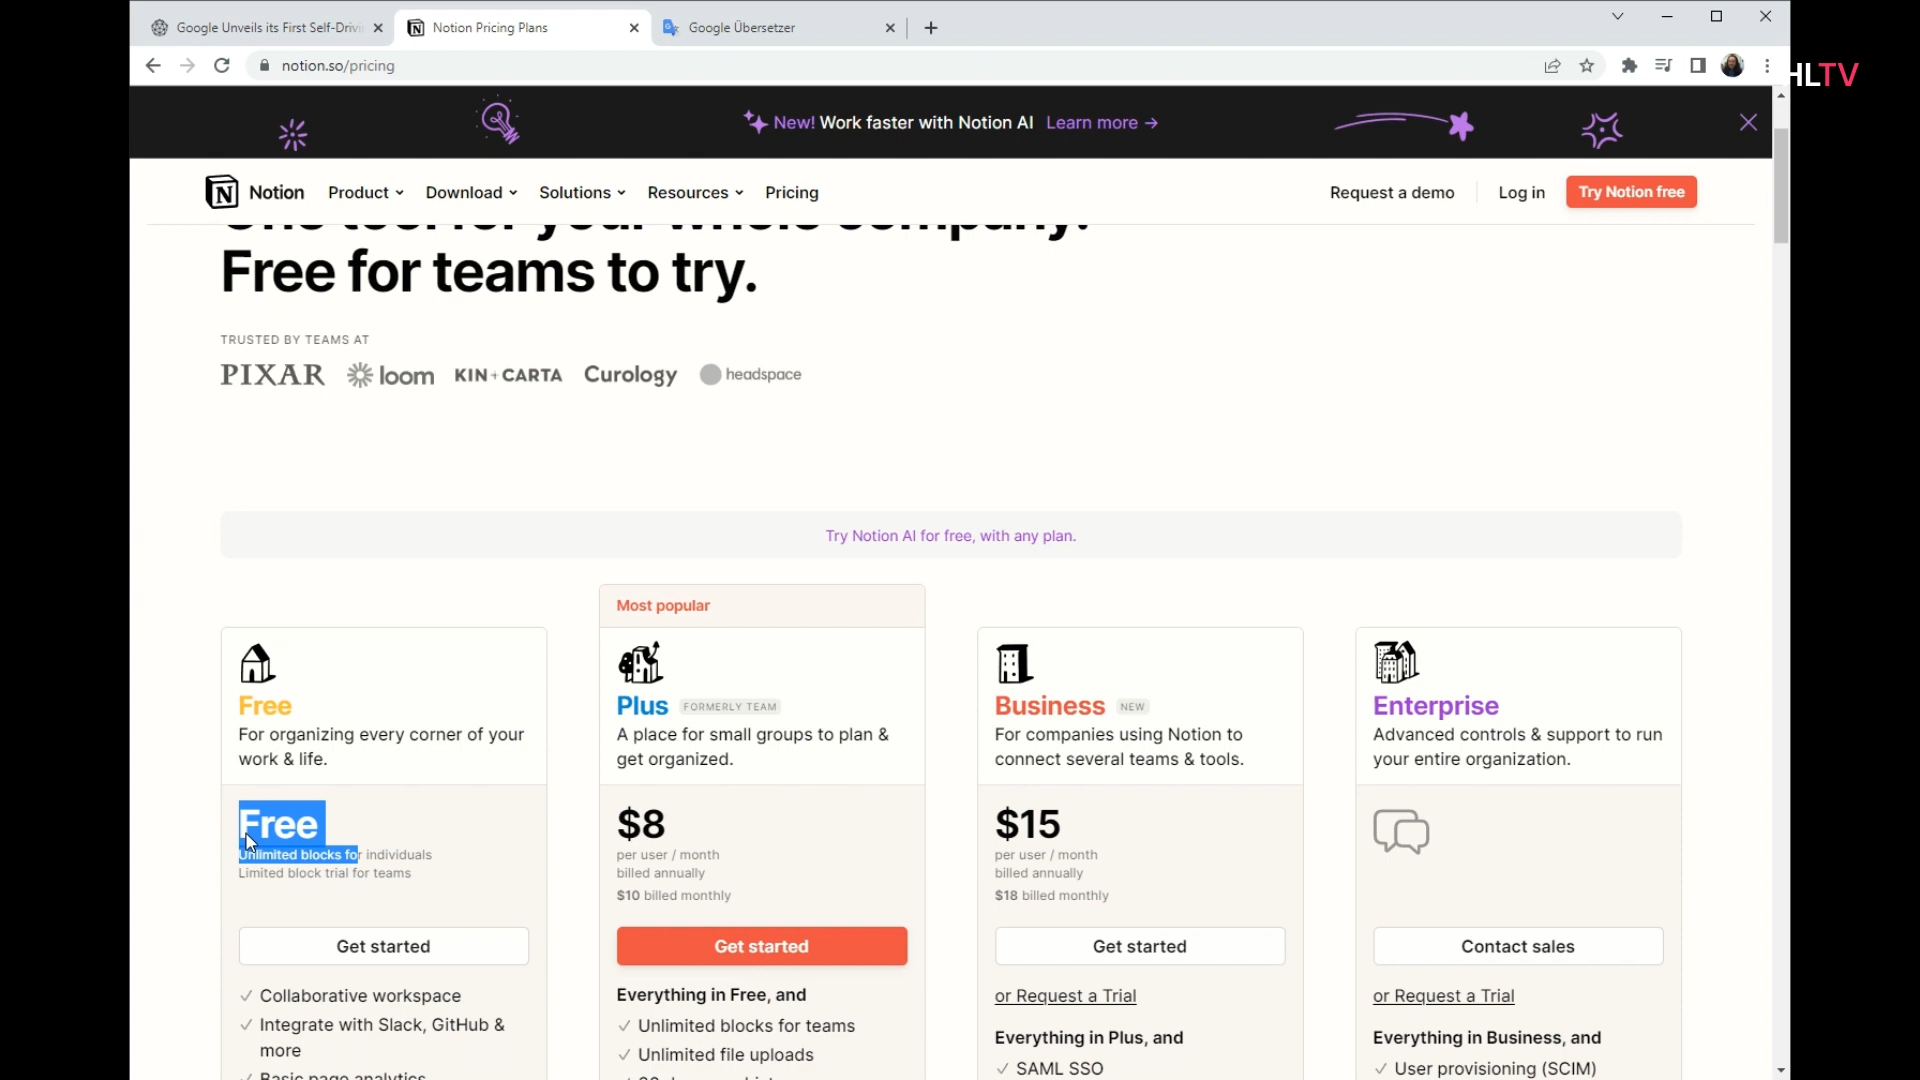 Google Unveils its First Self-Drivi
Notion Pricing Plans
Google Übersetzer
notion.so/pricing
HLTV
New! Work faster with Notion AI Learn more →
Notion
Product
Download
Solutions
Resources
Pricing
Request a demo
Log in
Try Notion free
One tool for your whole company.
Free for teams to try.
TRUSTED BY TEAMS AT
PIXAR
loom
KIN+CARTA
Curology
headspace
Try Notion AI for free, with any plan.
Most popular
Free
For organizing every corner of your
work & life.
Free
Unlimited blocks for individuals
Limited block trial for teams
Get started
✓ Collaborative workspace
✓ Integrate with Slack, GitHub &
more
✓ Basic page analytics
Plus FORMERLY TEAM
A place for small groups to plan &
get organized.
$8
per user / month
billed annually
$10 billed monthly
Get started
Everything in Free, and
✓ Unlimited blocks for teams
✓ Unlimited file uploads
Business NEW
For companies using Notion to
connect several teams & tools.
$15
per user / month
billed annually
$18 billed monthly
Get started
or Request a Trial
Everything in Plus, and
✓ SAML SSO
Enterprise
Advanced controls & support to run
your entire organization.
Contact sales
or Request a Trial
Everything in Business, and
✓ User provisioning (SCIM)